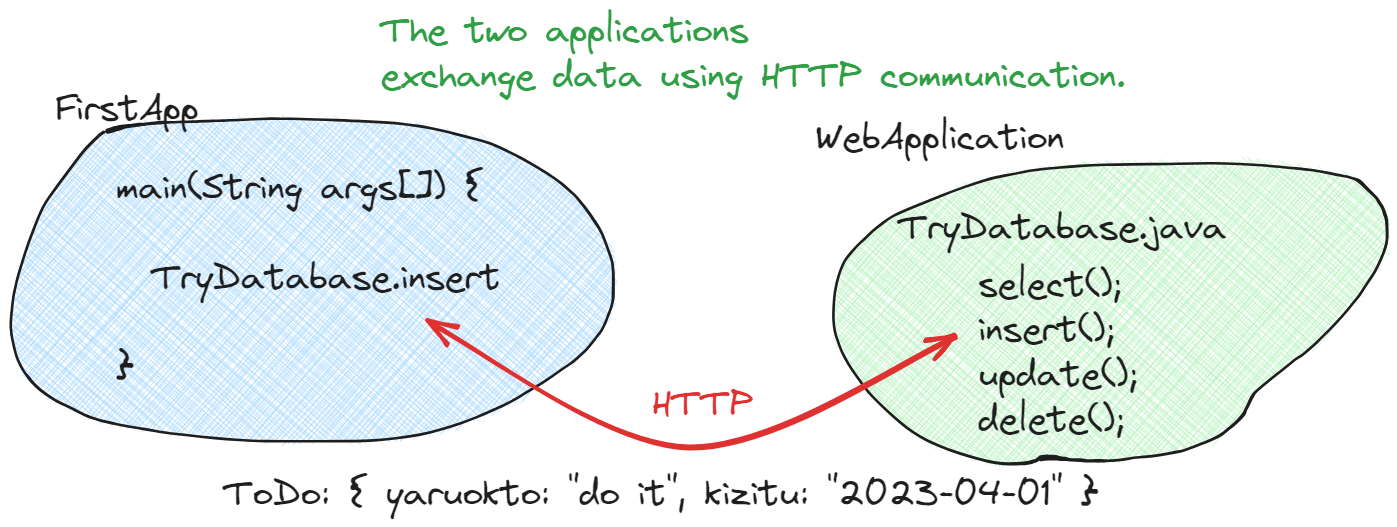 The two applications
exchange data using HTTP communication.
FirstApp
main(String args[]) {
TryDatabase.insert
}
WebApplication
TryDatabase.java
select();
insert();
update();
delete();
HTTP
ToDo: { yaruokto: "do it", kizitu: "2023-04-01" }